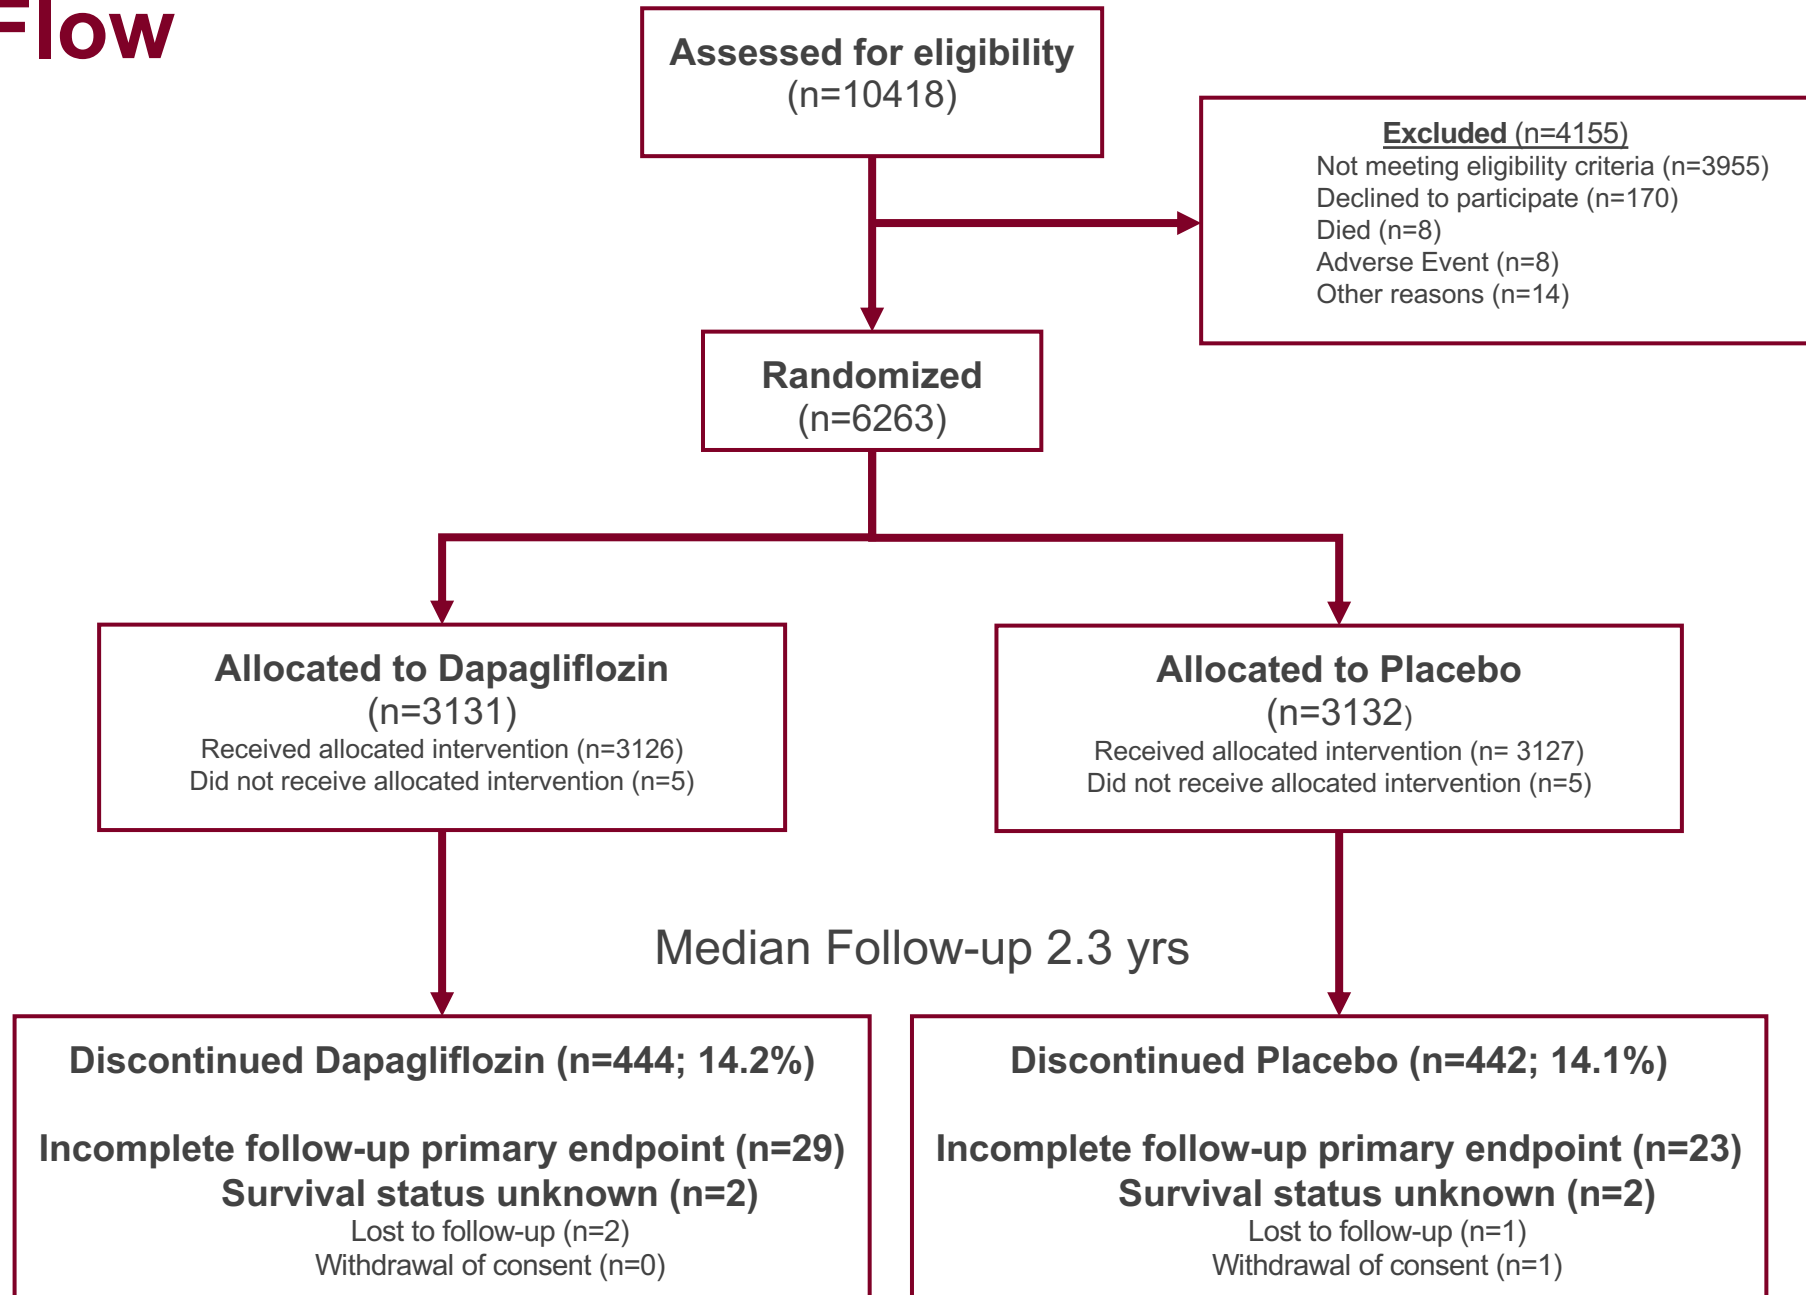 Flow
Assessed for eligibility
(n=10418)
Excluded (n=4155)
Not meeting eligibility criteria (n=3955)
Declined to participate (n=170)
Died (n=8)
Adverse Event (n=8)
Other reasons (n=14)
Randomized
(n=6263)
Allocated to Dapagliflozin
(n=3131)
Received allocated intervention (n=3126)
Did not receive allocated intervention (n=5)
Allocated to Placebo
(n=3132)
Received allocated intervention (n= 3127)
Did not receive allocated intervention (n=5)
Median Follow-up 2.3 yrs
Discontinued Dapagliflozin (n=444; 14.2%)
Incomplete follow-up primary endpoint (n=29)
Survival status unknown (n=2)
Lost to follow-up (n=2)
Withdrawal of consent (n=0)
Discontinued Placebo (n=442; 14.1%)
Incomplete follow-up primary endpoint (n=23)
Survival status unknown (n=2)
Lost to follow-up (n=1)
Withdrawal of consent (n=1)